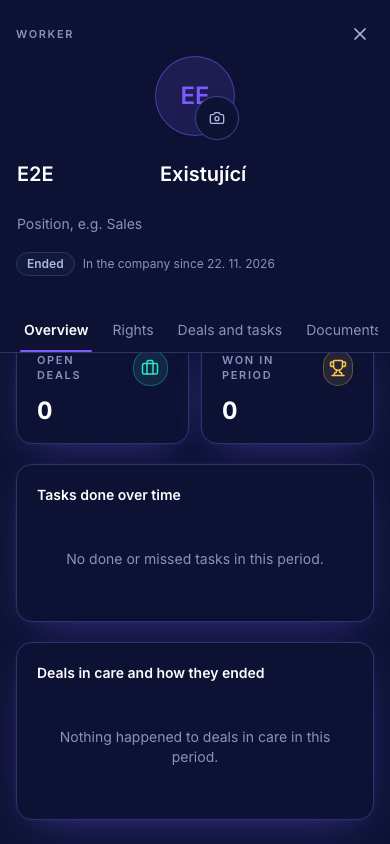 WORKER
EE
E2E Existující
Position, e.g. Sales
Ended In the company since 22. 11. 2026
Overview Rights Deals and tasks Documents
OPEN DEALS
0
WON IN PERIOD
0
Tasks done over time
No done or missed tasks in this period.
Deals in care and how they ended
Nothing happened to deals in care in this
period.